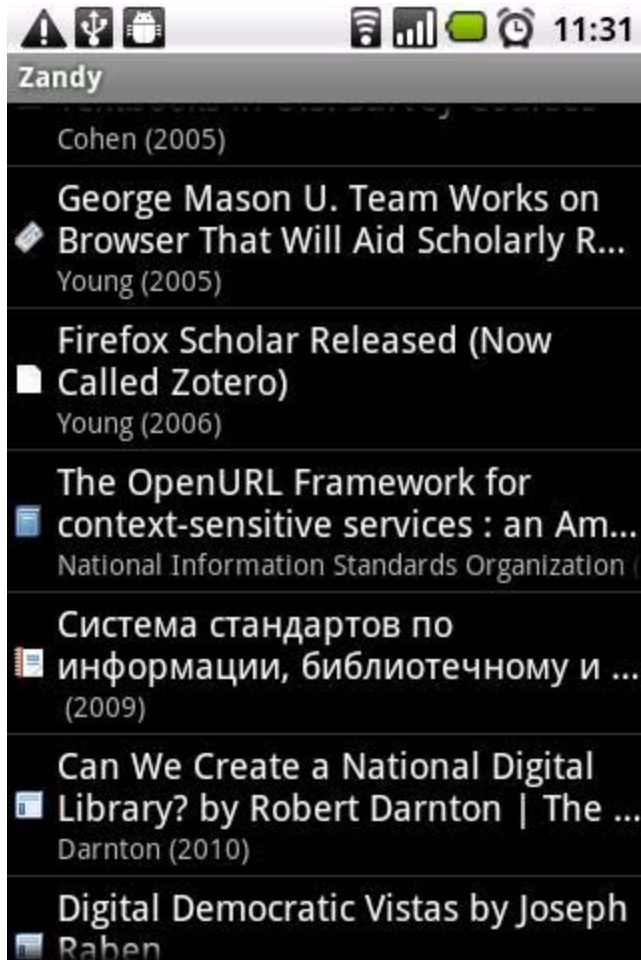 11:31
Zandy
Cohen (2005)
George Mason U. Team Works on
Browser That Will Aid Scholarly R...
Young (2005)
Firefox Scholar Released (Now
Called Zotero)
Young (2006)
The OpenURL Framework for
context-sensitive services : an Am...
National Information Standards Organization
Система стандартов по
информации, библиотечному и ...
(2009)
Can We Create a National Digital
Library? by Robert Darnton | The ...
Darnton (2010)
Digital Democratic Vistas by Joseph
Raben